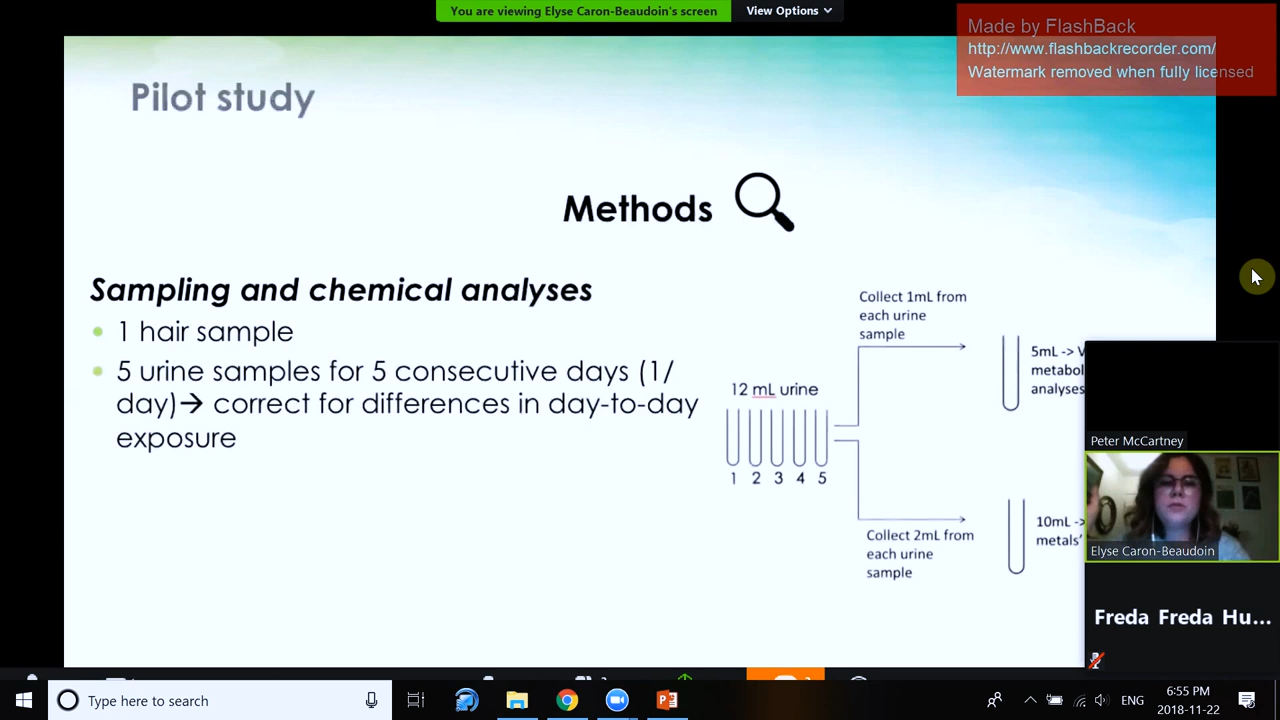 You are viewing Elyse Caron-Beaudoin's screen
View Options
Made by FlashBack
http://www.flashbackrecorder.com/
Watermark removed when fully licensed
Pilot study
Methods
Sampling and chemical analyses
1 hair sample
5 urine samples for 5 consecutive days (1/
day)→ correct for differences in day-to-day
exposure
Collect 1mL from
each urine
sample
12 mL urine
1 2 3 4 5
Collect 2mL from
each urine
sample
5mL -> V
metabol
analyses
10mL ->
metals'
Peter McCartney
Elyse Caron-Beaudoin
Freda Freda Hu...
Type here to search
ENG
6:55 PM
2018-11-22